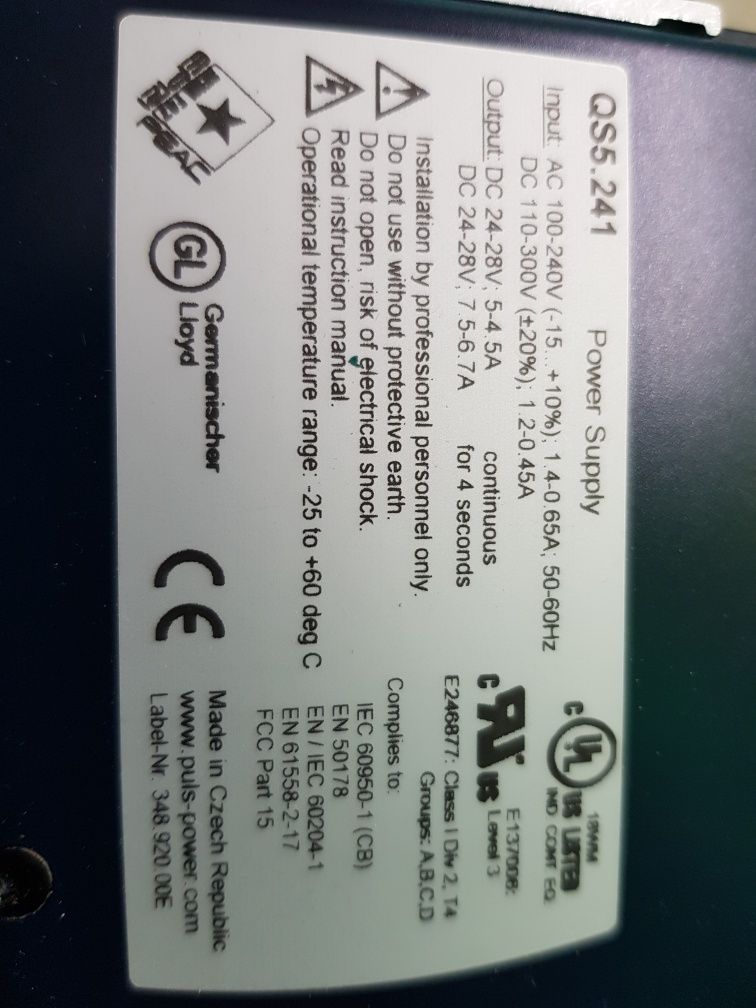 QS5.241 Power Supply
Input: AC 100-240V (-15...+10%); 1.4-0.65A; 50-60Hz
DC 110-300V (±20%); 1.2-0.45A
Output: DC 24-28V; 5-4.5A continuous
DC 24-28V; 7.5-6.7A for 4 seconds
Installation by professional personnel only.
Do not use without protective earth.
Do not open, risk of electrical shock.
Read instruction manual.
Operational temperature range: -25 to +60 deg C
18WM
C UL US LISTED
IND CONT EQ
E137006;
Level 3
c RU us
E246877: Class I Div 2, T4
Groups: A,B,C,D
Complies to:
IEC 60950-1 (CB)
EN 50178
EN / IEC 60204-1
EN 61558-2-17
FCC Part 15
GL Germanischer
Lloyd
CE
Made in Czech Republic
www.puls-power.com
Label-Nr. 348.920.00E